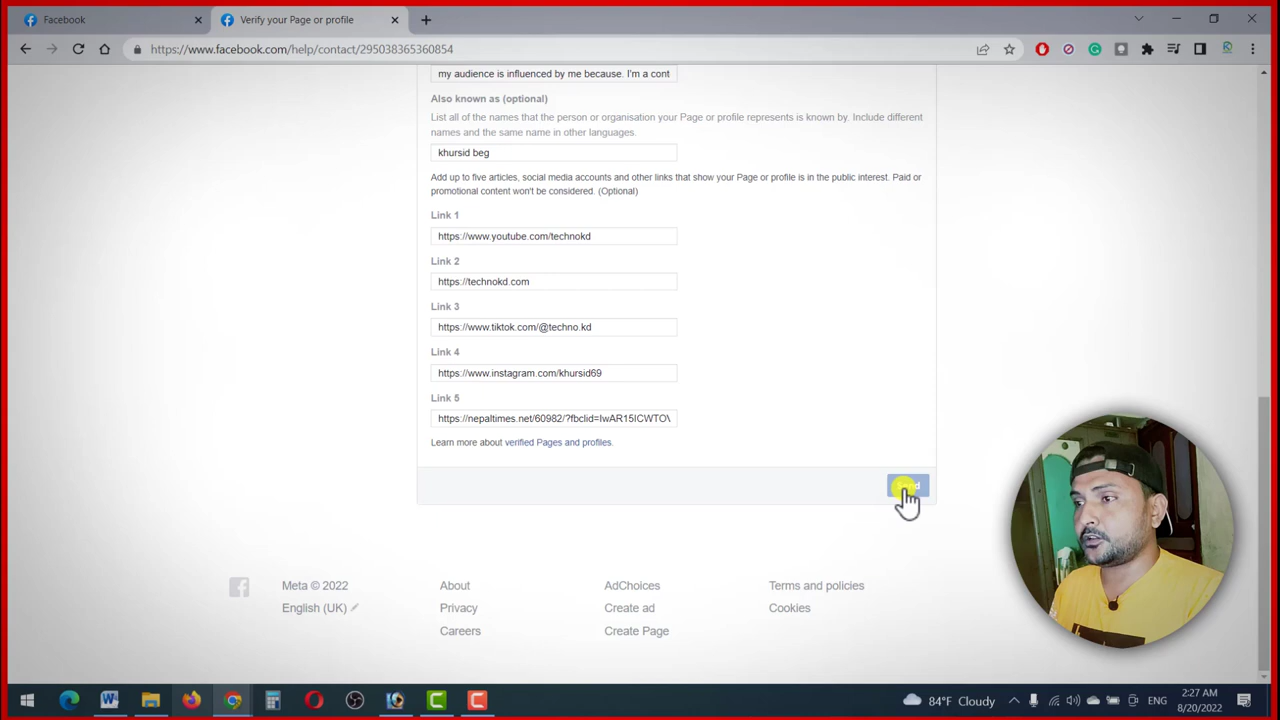 Facebook
Verify your Page or profile
https://www.facebook.com/help/contact/295038365360854
my audience is influenced by me because. I'm a cont
Also known as (optional)
List all of the names that the person or organisation your Page or profile represents is known by. Include different
names and the same name in other languages.
khursid beg
Add up to five articles, social media accounts and other links that show your Page or profile is in the public interest. Paid or
promotional content won't be considered. (Optional)
Link 1
https://www.youtube.com/technokd
Link 2
https://technokd.com
Link 3
https://www.tiktok.com/@techno.kd
Link 4
https://www.instagram.com/khursid69
Link 5
https://nepaltimes.net/60982/?fbclid=IwAR15ICWTO\
Learn more about verified Pages and profiles.
Send
Meta © 2022
About
AdChoices
Terms and policies
English (UK)
Privacy
Create ad
Cookies
Careers
Create Page
84°F Cloudy
ENG
2:27 AM
8/20/2022